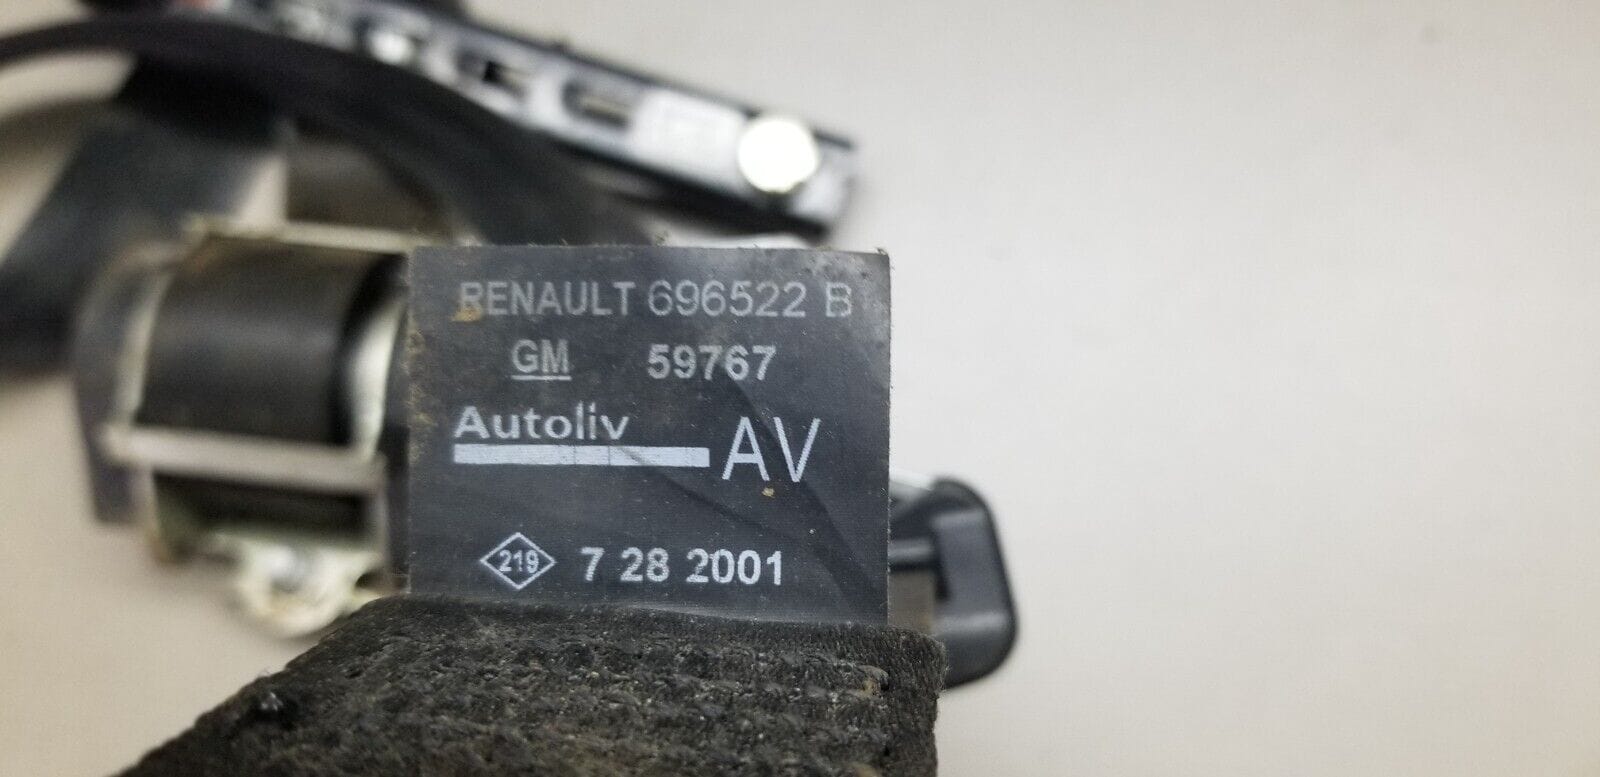 RENAULT 696522 B
GM 59767
Autoliv AV
219 7 28 2001